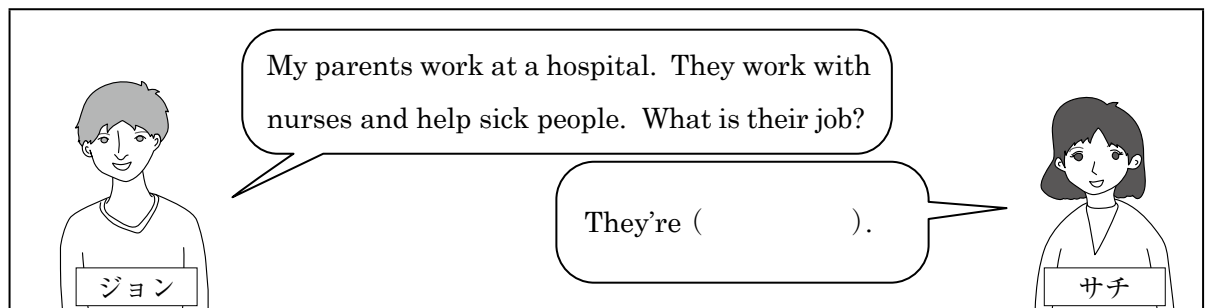 My parents work at a hospital. They work with
nurses and help sick people. What is their job?
They're ( ).
ジョン
サチ